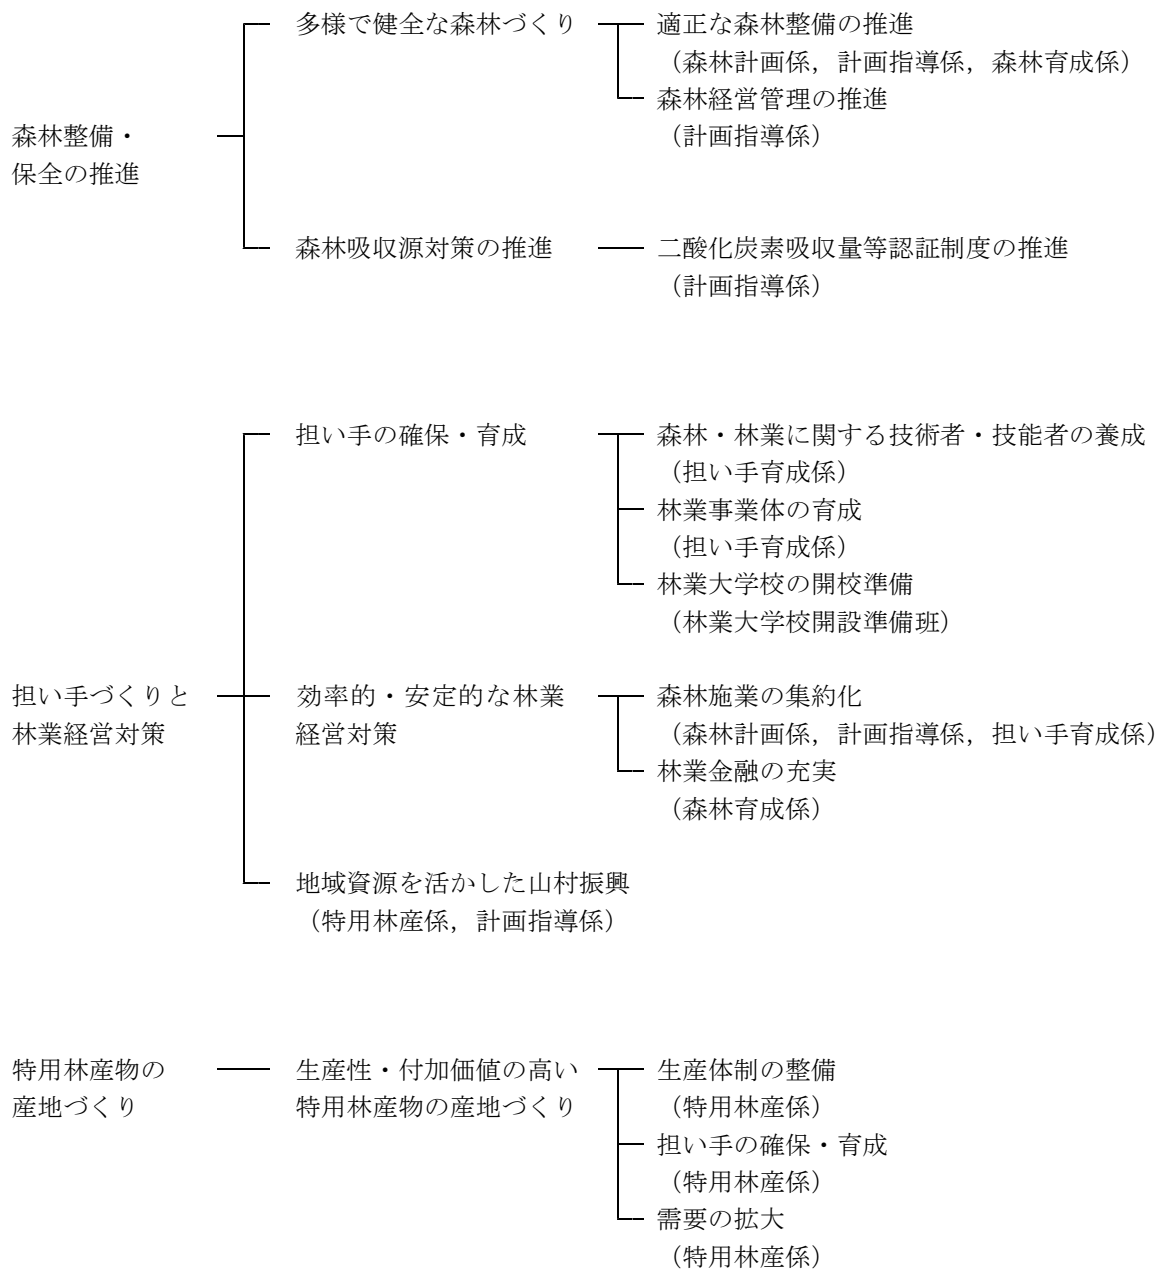 多様で健全な森林づくり
適正な森林整備の推進
（森林計画係，計画指導係，森林育成係）
森林経営管理の推進
（計画指導係）
森林整備・
保全の推進
森林吸収源対策の推進
二酸化炭素吸収量等認証制度の推進
（計画指導係）
担い手の確保・育成
森林・林業に関する技術者・技能者の養成
（担い手育成係）
林業事業体の育成
（担い手育成係）
林業大学校の開校準備
（林業大学校開設準備班）
担い手づくりと
林業経営対策
効率的・安定的な林業
経営対策
森林施業の集約化
（森林計画係，計画指導係，担い手育成係）
林業金融の充実
（森林育成係）
地域資源を活かした山村振興
（特用林産係，計画指導係）
特用林産物の
産地づくり
生産性・付加価値の高い
特用林産物の産地づくり
生産体制の整備
（特用林産係）
担い手の確保・育成
（特用林産係）
需要の拡大
（特用林産係）